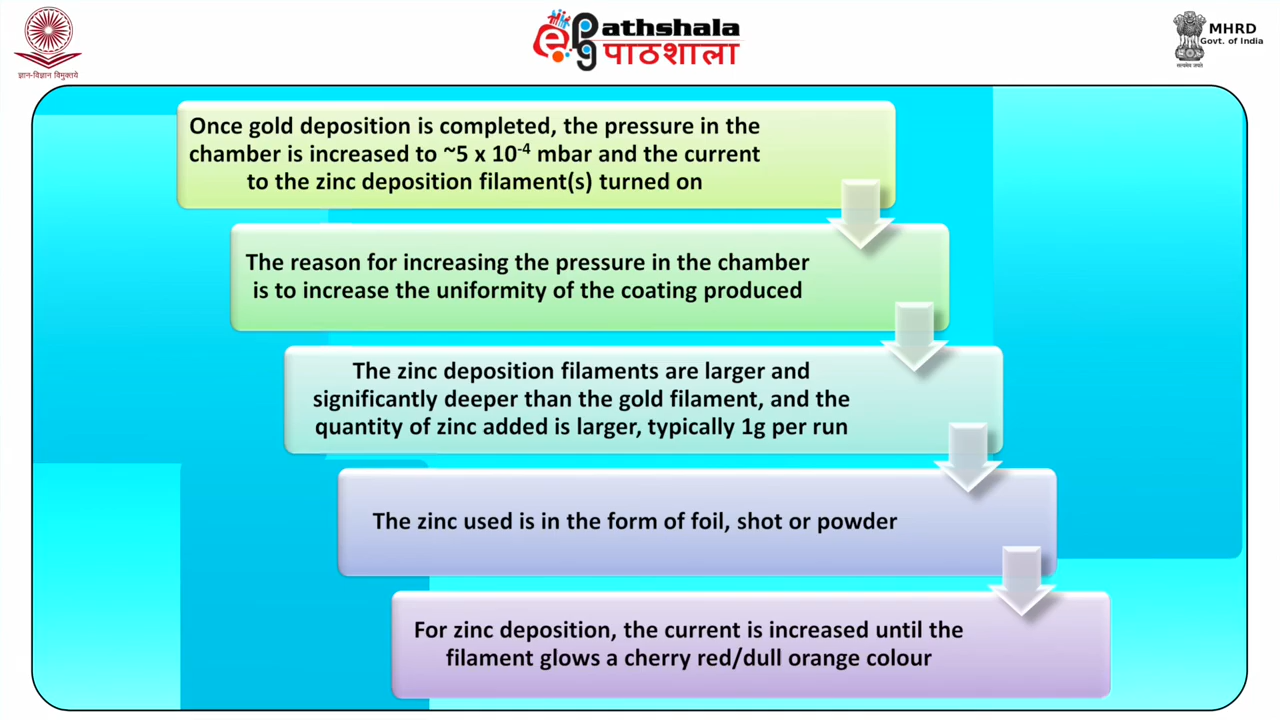 ज्ञान-विज्ञान विमुक्तये
ePG Pathshala
पाठशाला
MHRD
Govt. of India
सत्यमेव जयते
Once gold deposition is completed, the pressure in the
chamber is increased to ~5 x 10⁻⁴ mbar and the current
to the zinc deposition filament(s) turned on
The reason for increasing the pressure in the chamber
is to increase the uniformity of the coating produced
The zinc deposition filaments are larger and
significantly deeper than the gold filament, and the
quantity of zinc added is larger, typically 1g per run
The zinc used is in the form of foil, shot or powder
For zinc deposition, the current is increased until the
filament glows a cherry red/dull orange colour